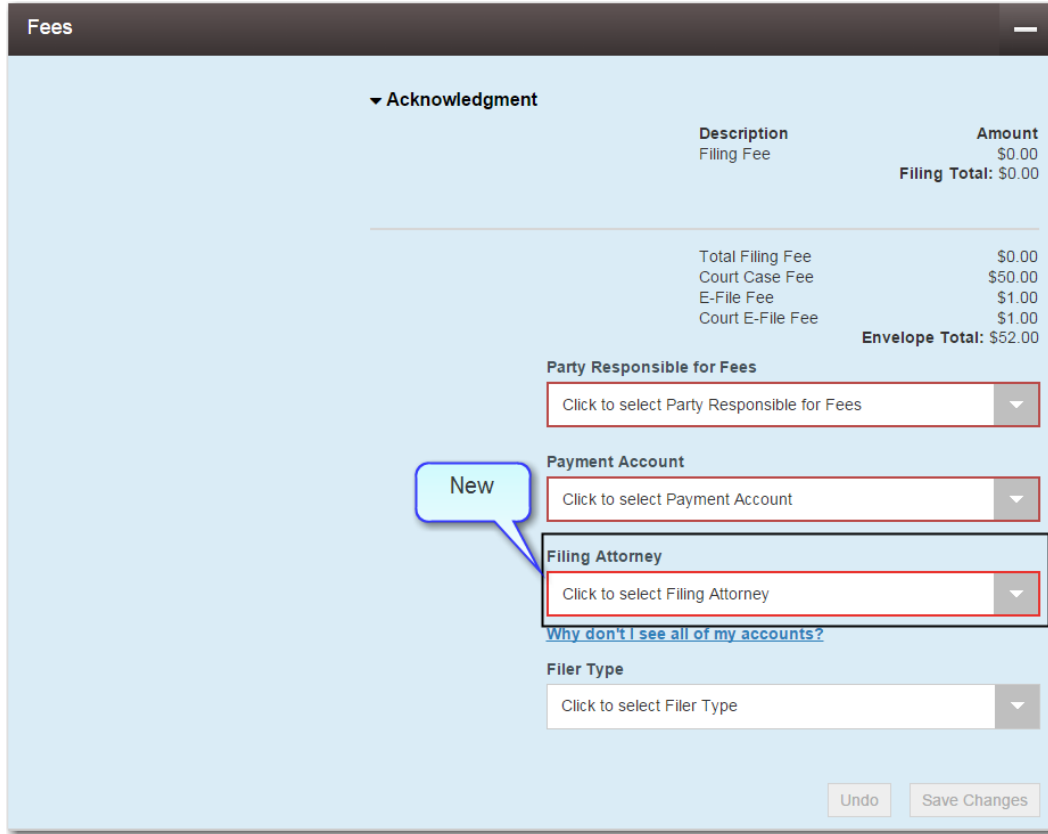 Fees
Acknowledgment
Description Amount
Filing Fee $0.00
Filing Total: $0.00
Total Filing Fee $0.00
Court Case Fee $50.00
E-File Fee $1.00
Court E-File Fee $1.00
Envelope Total: $52.00
Party Responsible for Fees
Click to select Party Responsible for Fees
Payment Account
Click to select Payment Account
New
Filing Attorney
Click to select Filing Attorney
Why don't I see all of my accounts?
Filer Type
Click to select Filer Type
Undo Save Changes